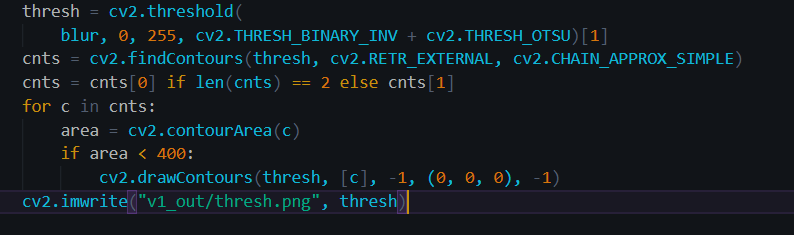 thresh = cv2.threshold(
    blur, 0, 255, cv2.THRESH_BINARY_INV + cv2.THRESH_OTSU)[1]
cnts = cv2.findContours(thresh, cv2.RETR_EXTERNAL, cv2.CHAIN_APPROX_SIMPLE)
cnts = cnts[0] if len(cnts) == 2 else cnts[1]
for c in cnts:
    area = cv2.contourArea(c)
    if area < 400:
        cv2.drawContours(thresh, [c], -1, (0, 0, 0), -1)
cv2.imwrite("v1_out/thresh.png", thresh)